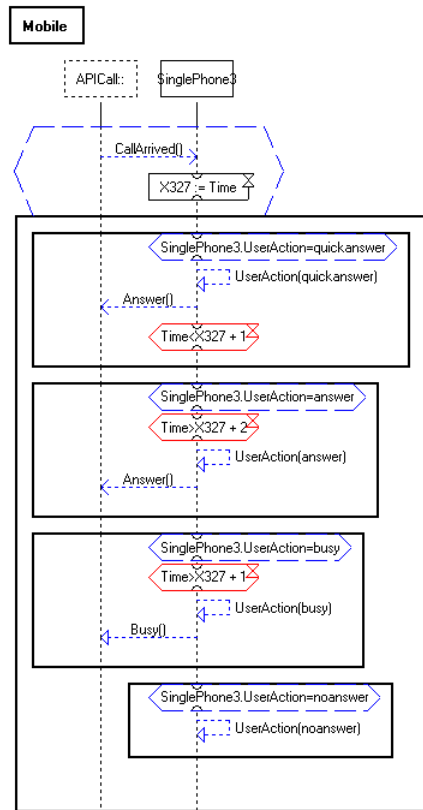 Mobile
APICall::
SinglePhone3
CallArrived()
X327 := Time
SinglePhone3.UserAction=quickanswer
UserAction(quickanswer)
Answer()
Time<X327 + 1
SinglePhone3.UserAction=answer
Time>X327 + 2
UserAction(answer)
Answer()
SinglePhone3.UserAction=busy
Time>X327 + 1
UserAction(busy)
Busy()
SinglePhone3.UserAction=noanswer
UserAction(noanswer)